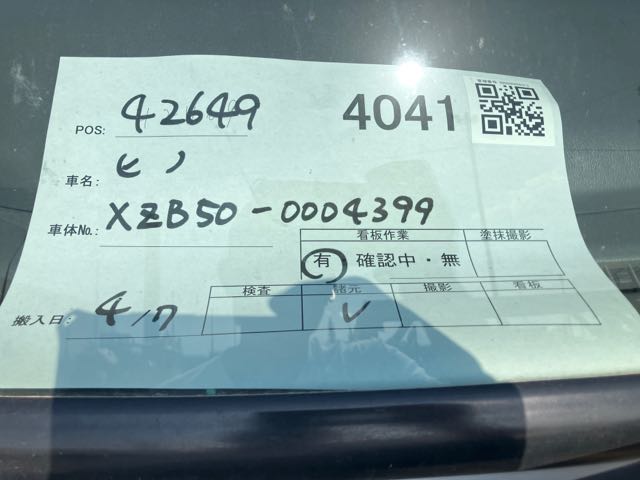 POS: 42649 4041
車名: ヒノ
車体No.: XZB50-0004399
看板作業 塗抹撮影
有・確認中・無
検査 諸元 撮影 看板
搬入日: 4/7 レ